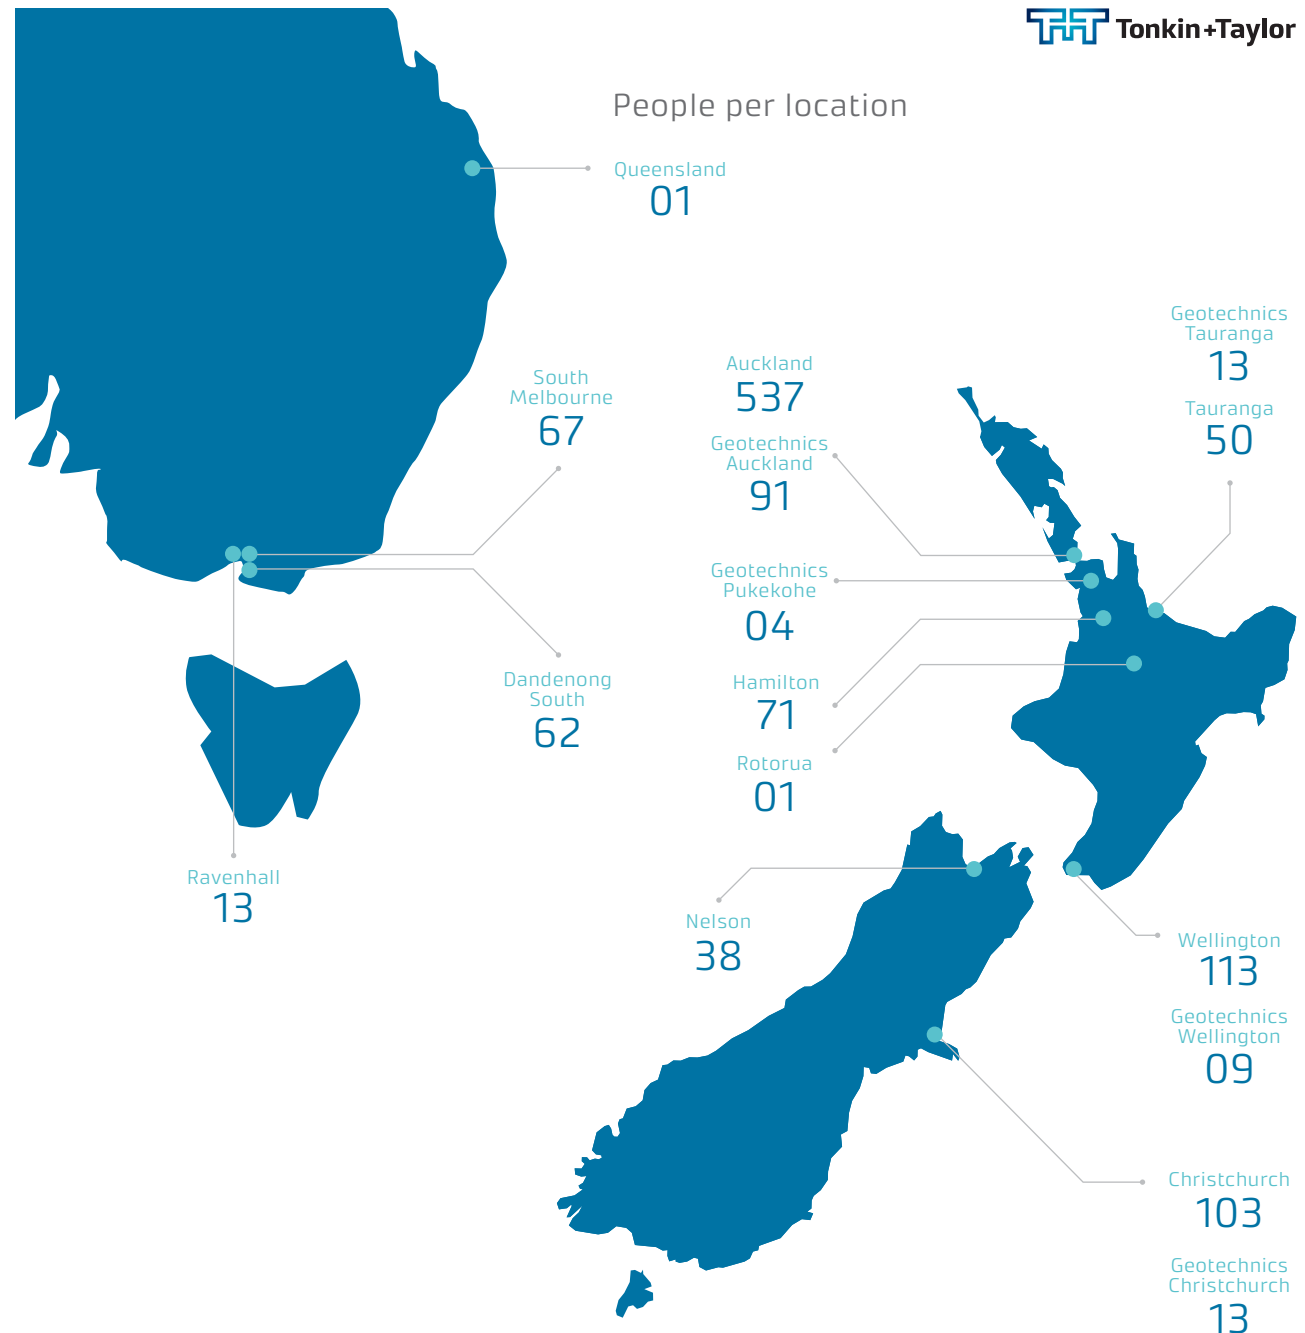 Tonkin+Taylor
People per location
Queensland
01
South
Melbourne
67
Dandenong
South
62
Ravenhall
13
Auckland
537
Geotechnics
Auckland
91
Geotechnics
Pukekohe
04
Hamilton
71
Rotorua
01
Nelson
38
Geotechnics
Tauranga
13
Tauranga
50
Wellington
113
Geotechnics
Wellington
09
Christchurch
103
Geotechnics
Christchurch
13